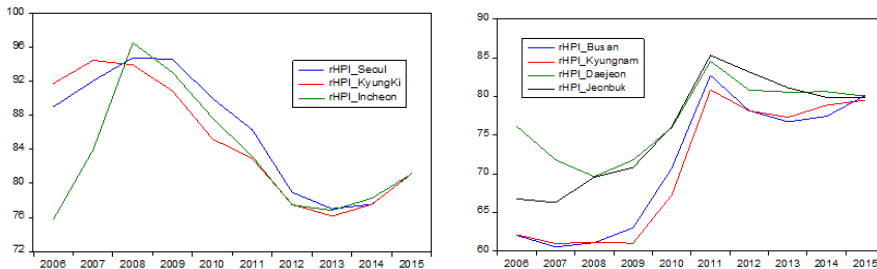 100
96
92
88
84
80
76
72
rHPI_Seoul
rHPI_KyungKi
rHPI_Incheon
2006 2007 2008 2009 2010 2011 2012 2013 2014 2015
90
85
80
75
70
65
60
rHPI_Busan
rHPI_Kyungnam
rHPI_Daejeon
rHPI_Jeonbuk
2006 2007 2008 2009 2010 2011 2012 2013 2014 2015